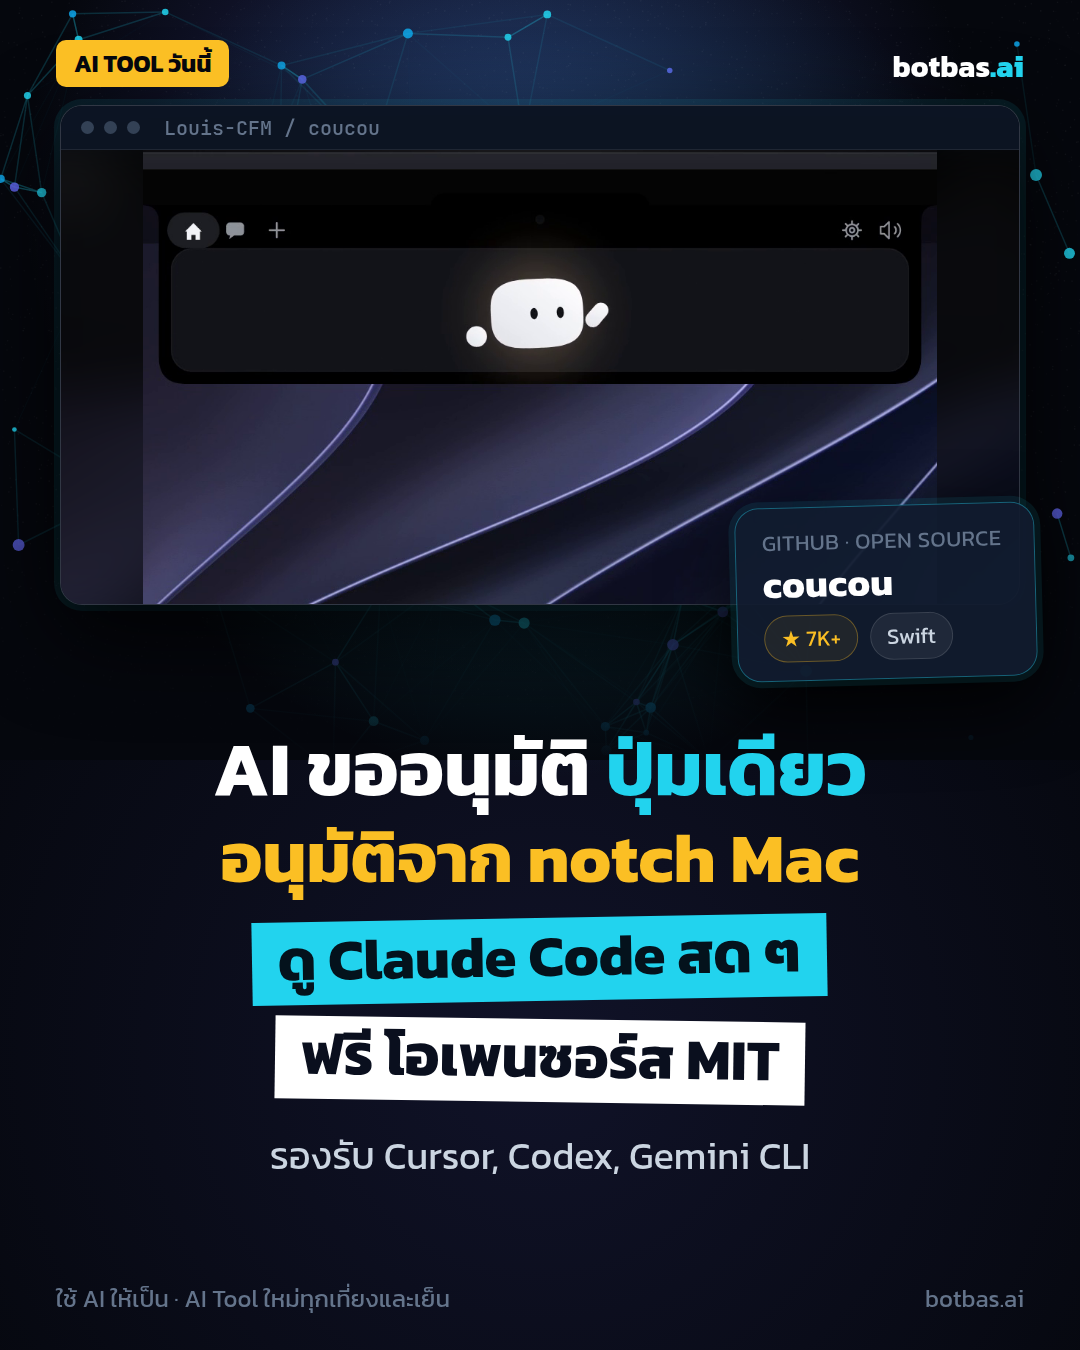 AI TOOL วันนี้
botbas.ai
Louis-CFM / coucou
GITHUB · OPEN SOURCE
coucou
★ 7K+
Swift
AI ขออนุมัติ ปุ่มเดียว
อนุมัติจาก notch Mac
ดู Claude Code สด ๆ
ฟรี โอเพนซอร์ส MIT
รองรับ Cursor, Codex, Gemini CLI
ใช้ AI ให้เป็น · AI Tool ใหม่ทุกเที่ยงและเย็น
botbas.ai